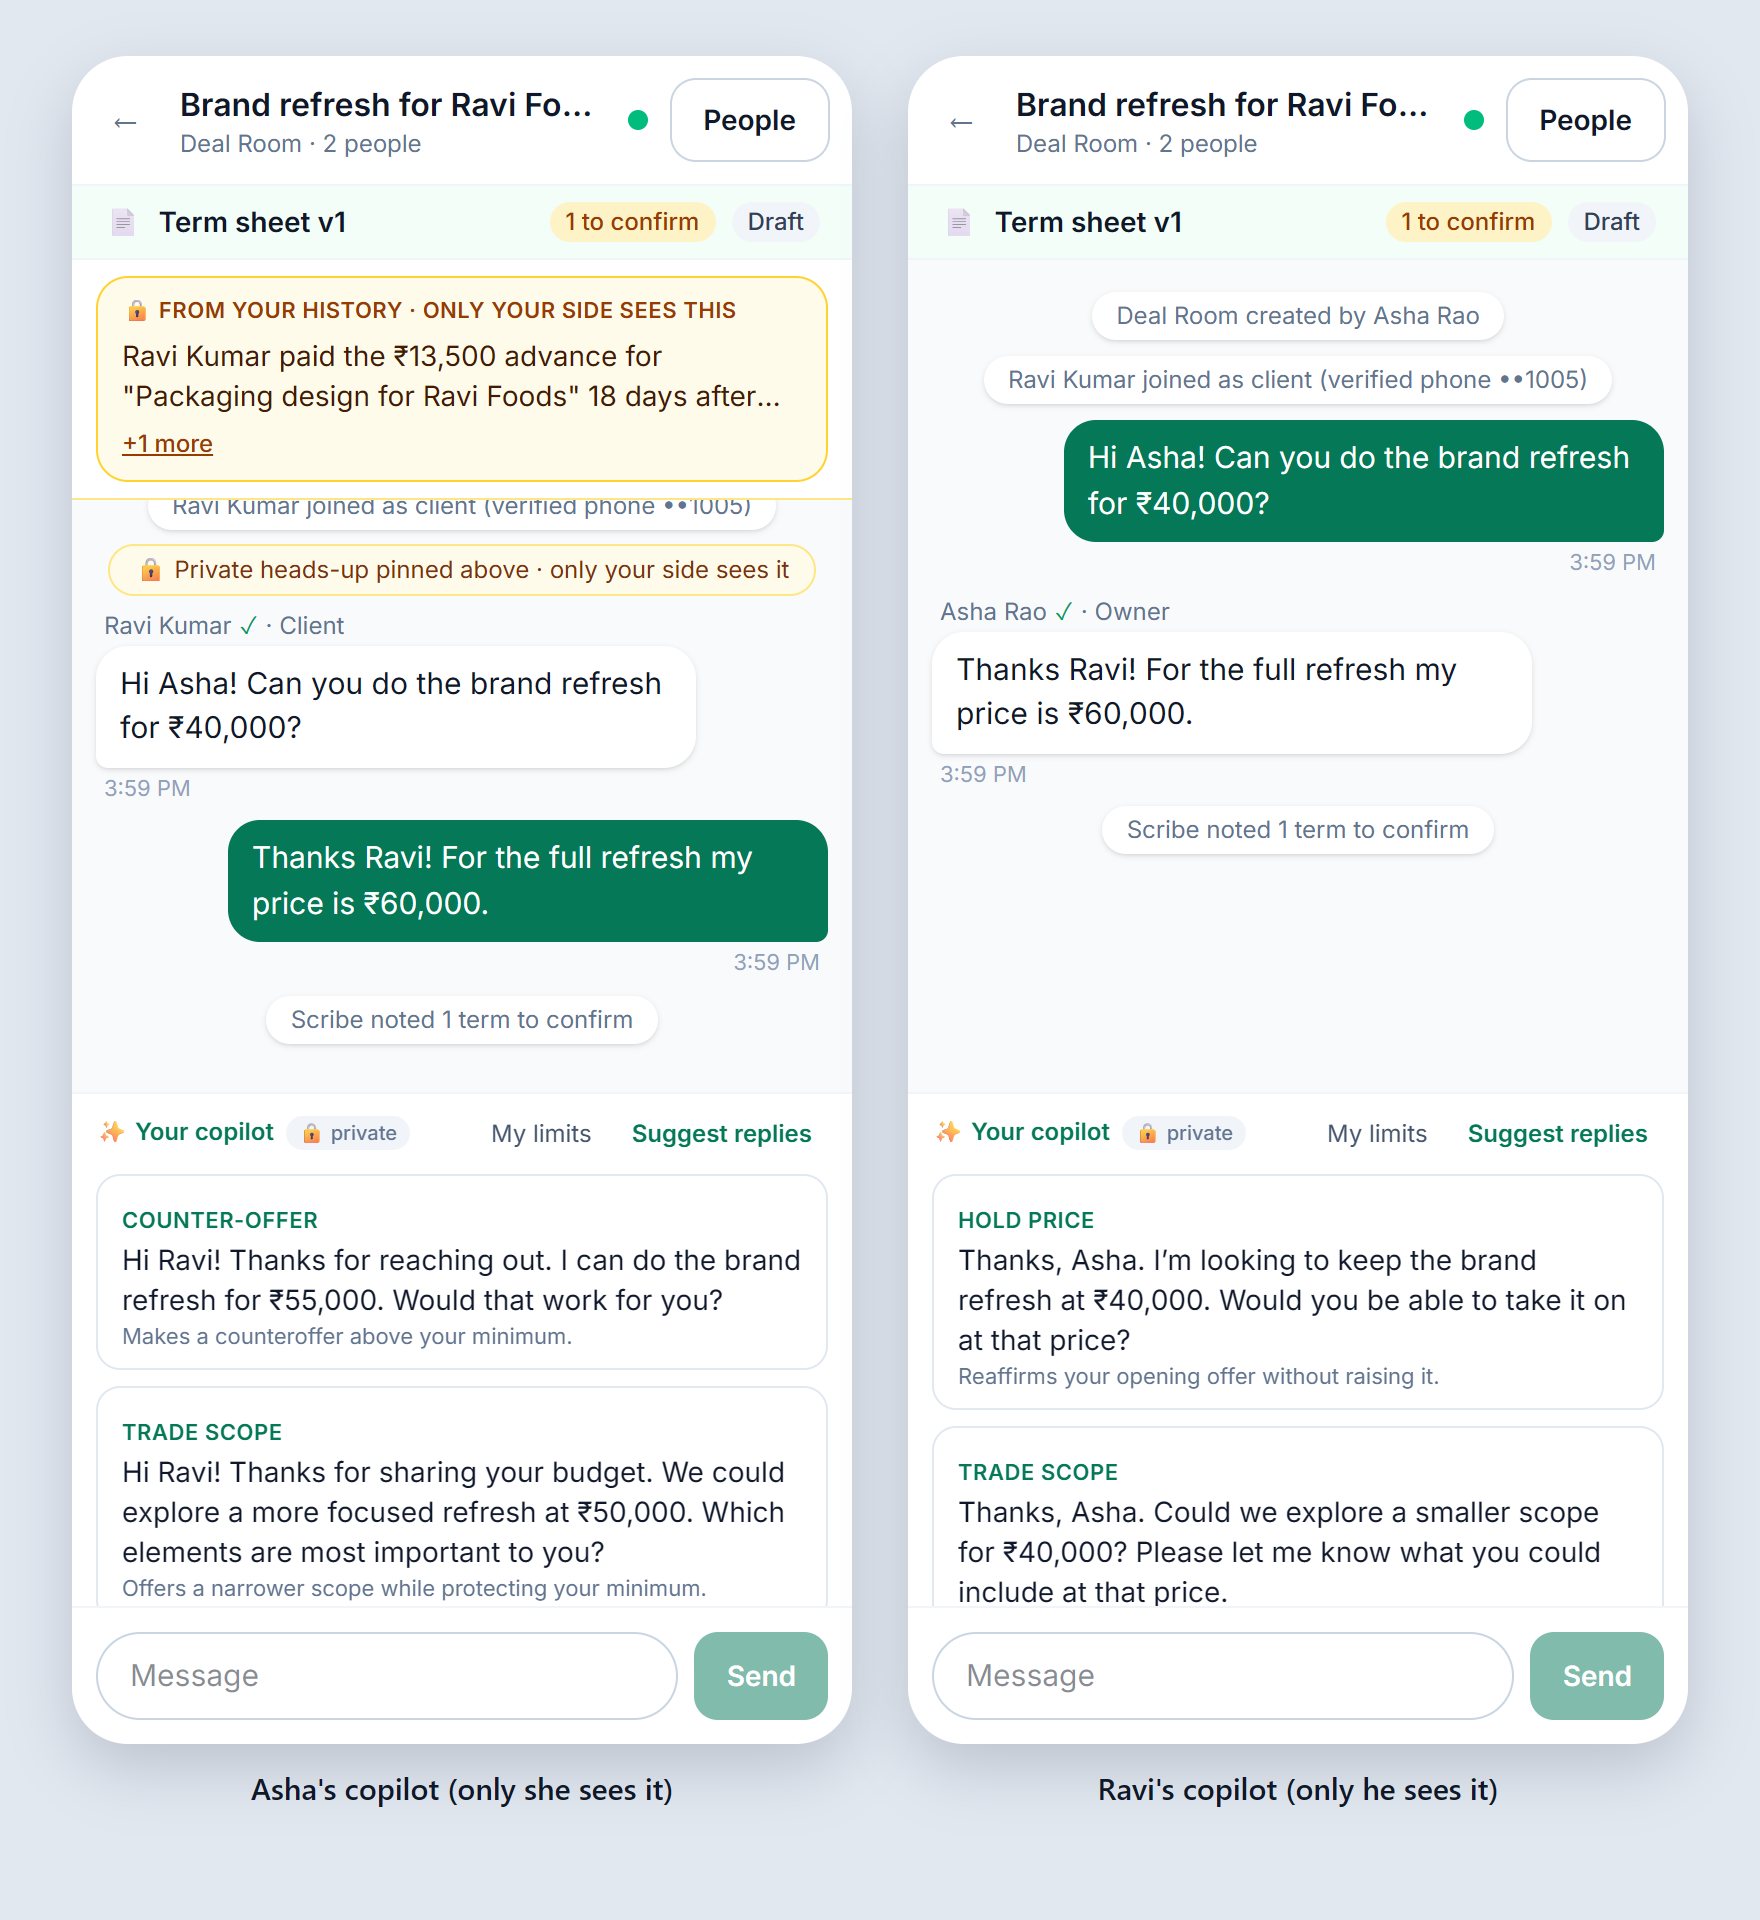 ←
Brand refresh for Ravi Fo...
Deal Room · 2 people
People
Term sheet v1
1 to confirm
Draft
FROM YOUR HISTORY · ONLY YOUR SIDE SEES THIS
Ravi Kumar paid the ₹13,500 advance for
"Packaging design for Ravi Foods" 18 days after...
+1 more
Ravi Kumar joined as client (verified phone ••1005)
Private heads-up pinned above · only your side sees it
Ravi Kumar ✓ · Client
Hi Asha! Can you do the brand refresh
for ₹40,000?
3:59 PM
Thanks Ravi! For the full refresh my
price is ₹60,000.
3:59 PM
Scribe noted 1 term to confirm
Your copilot
private
My limits
Suggest replies
COUNTER-OFFER
Hi Ravi! Thanks for reaching out. I can do the brand
refresh for ₹55,000. Would that work for you?
Makes a counteroffer above your minimum.
TRADE SCOPE
Hi Ravi! Thanks for sharing your budget. We could
explore a more focused refresh at ₹50,000. Which
elements are most important to you?
Offers a narrower scope while protecting your minimum.
Message
Send
Asha's copilot (only she sees it)
←
Brand refresh for Ravi Fo...
Deal Room · 2 people
People
Term sheet v1
1 to confirm
Draft
Deal Room created by Asha Rao
Ravi Kumar joined as client (verified phone ••1005)
Hi Asha! Can you do the brand refresh
for ₹40,000?
3:59 PM
Asha Rao ✓ · Owner
Thanks Ravi! For the full refresh my
price is ₹60,000.
3:59 PM
Scribe noted 1 term to confirm
Your copilot
private
My limits
Suggest replies
HOLD PRICE
Thanks, Asha. I’m looking to keep the brand
refresh at ₹40,000. Would you be able to take it on
at that price?
Reaffirms your opening offer without raising it.
TRADE SCOPE
Thanks, Asha. Could we explore a smaller scope
for ₹40,000? Please let me know what you could
include at that price.
Message
Send
Ravi's copilot (only he sees it)